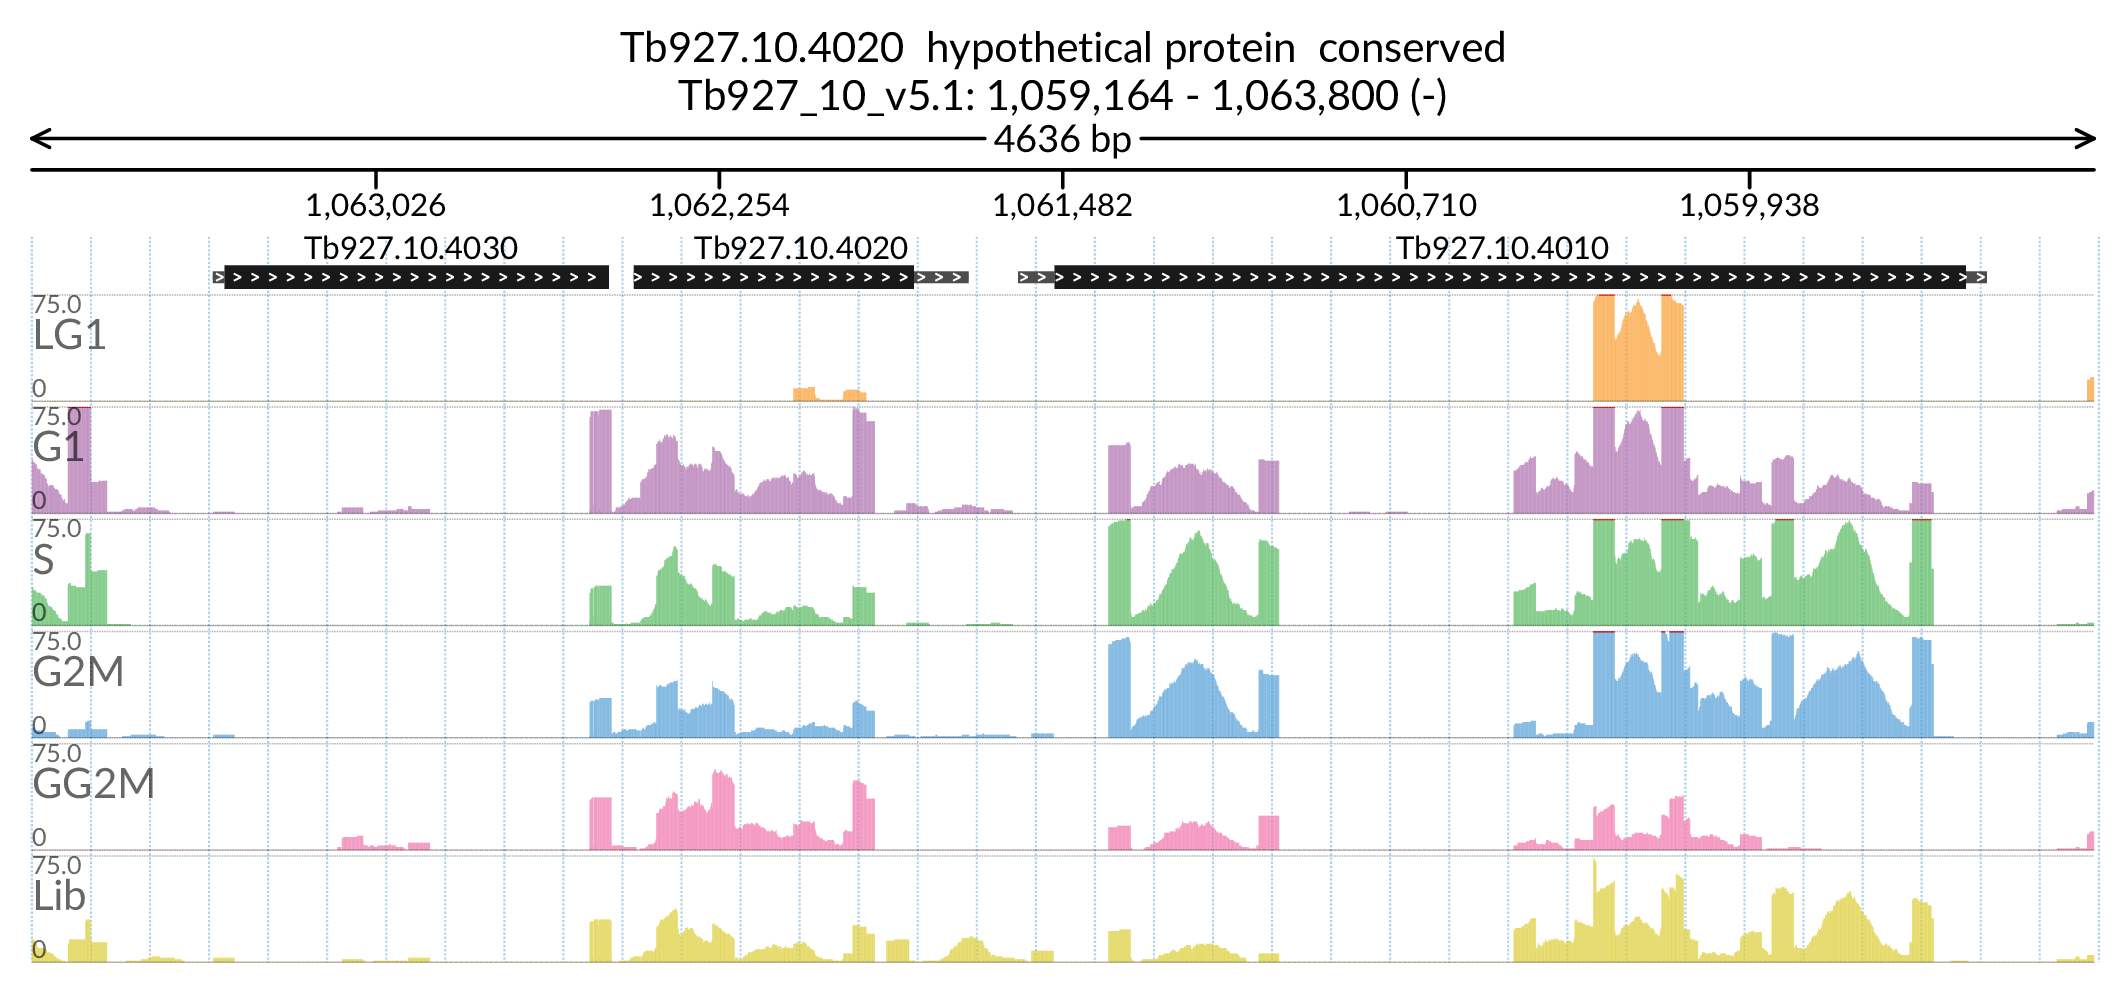 Tb927.10.4020 hypothetical protein conserved
Tb927_10_v5.1: 1,059,164 - 1,063,800 (-)
4636 bp
1,063,026 1,062,254 1,061,482 1,060,710 1,059,938
Tb927.10.4030 Tb927.10.4020 Tb927.10.4010
75.0
LG1
0
75.0
G1
0
75.0
S
0
75.0
G2M
0
75.0
GG2M
0
75.0
Lib
0